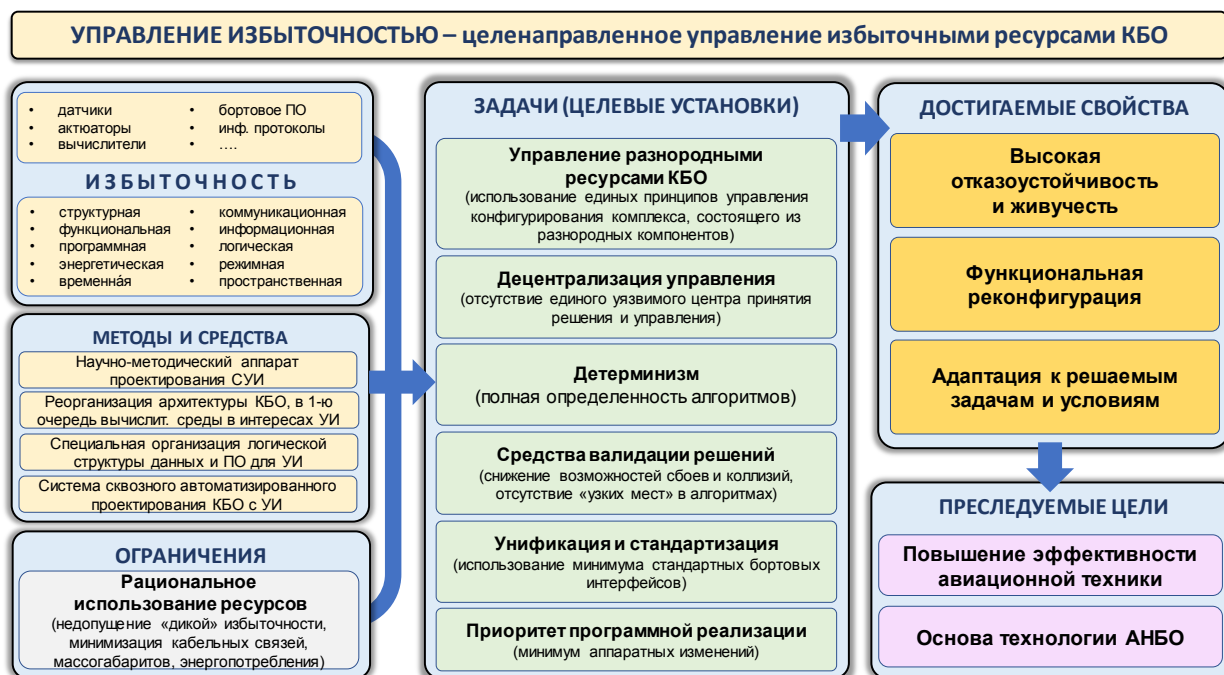 УПРАВЛЕНИЕ ИЗБЫТОЧНОСТЬЮ – целенаправленное управление избыточными ресурсами КБО
• датчики
• актюаторы
• вычислители
• бортовое ПО
• инф. протоколы
• ….
ИЗБЫТОЧНОСТЬ
• структурная
• функциональная
• программная
• энергетическая
• временнáя
• коммуникационная
• информационная
• логическая
• режимная
• пространственная
МЕТОДЫ И СРЕДСТВА
Научно-методический аппарат
проектирования СУИ
Реорганизация архитектуры КБО, в 1-ю
очередь вычислит. среды в интересах УИ
Специальная организация логической
структуры данных и ПО для УИ
Система сквозного автоматизированного
проектирования КБО с УИ
ОГРАНИЧЕНИЯ
Рациональное
использование ресурсов
(недопущение «дикой» избыточности,
минимизация кабельных связей,
массогабаритов, энергопотребления)
ЗАДАЧИ (ЦЕЛЕВЫЕ УСТАНОВКИ)
Управление разнородными
ресурсами КБО
(использование единых принципов управления
конфигурирования комплекса, состоящего из
разнородных компонентов)
Децентрализация управления
(отсутствие единого уязвимого центра принятия
решения и управления)
Детерминизм
(полная определенность алгоритмов)
Средства валидации решений
(снижение возможностей сбоев и коллизий,
отсутствие «узких мест» в алгоритмах)
Унификация и стандартизация
(использование минимума стандартных бортовых
интерфейсов)
Приоритет программной реализации
(минимум аппаратных изменений)
ДОСТИГАЕМЫЕ СВОЙСТВА
Высокая
отказоустойчивость
и живучесть
Функциональная
реконфигурация
Адаптация к решаемым
задачам и условиям
ПРЕСЛЕДУЕМЫЕ ЦЕЛИ
Повышение эффективности
авиационной техники
Основа технологии АНБО